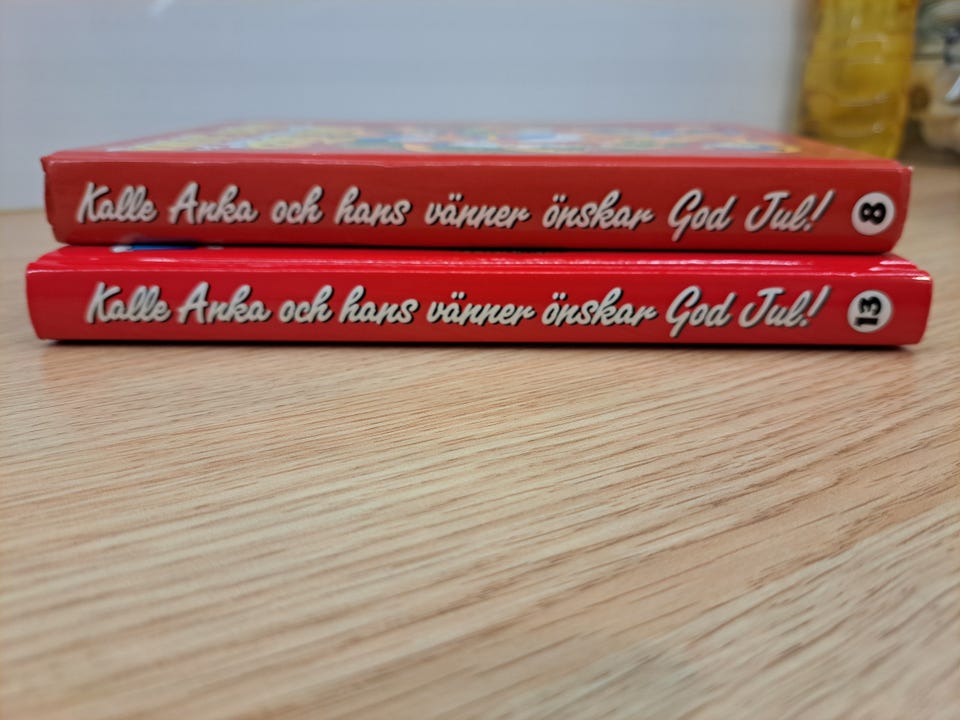 Kalle Anka och hans vänner önskar God Jul! 8
Kalle Anka och hans vänner önskar God Jul! 13